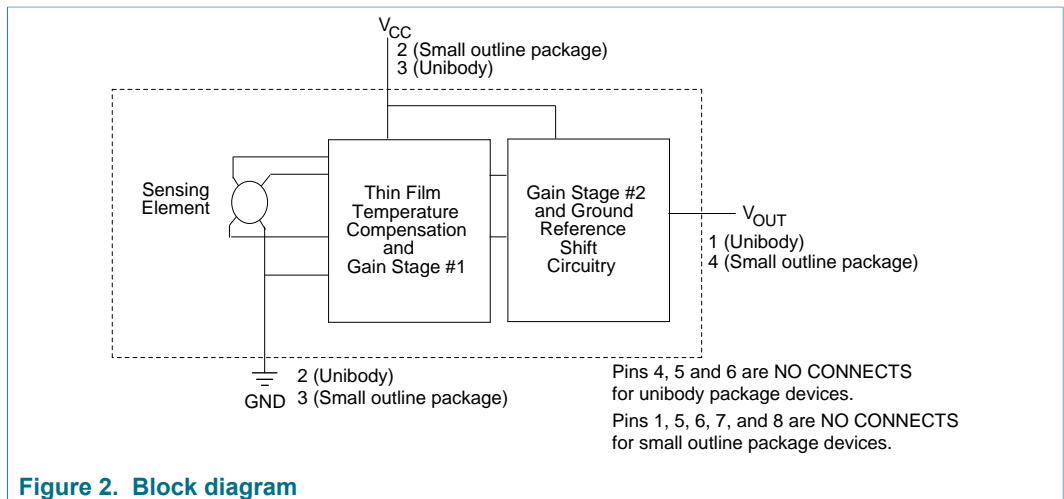 VCC
2 (Small outline package)
3 (Unibody)
Sensing
Element
Thin Film
Temperature
Compensation
and
Gain Stage #1
Gain Stage #2
and Ground
Reference
Shift
Circuitry
VOUT
1 (Unibody)
4 (Small outline package)
GND
2 (Unibody)
3 (Small outline package)
Pins 4, 5 and 6 are NO CONNECTS
for unibody package devices.
Pins 1, 5, 6, 7, and 8 are NO CONNECTS
for small outline package devices.
Figure 2. Block diagram